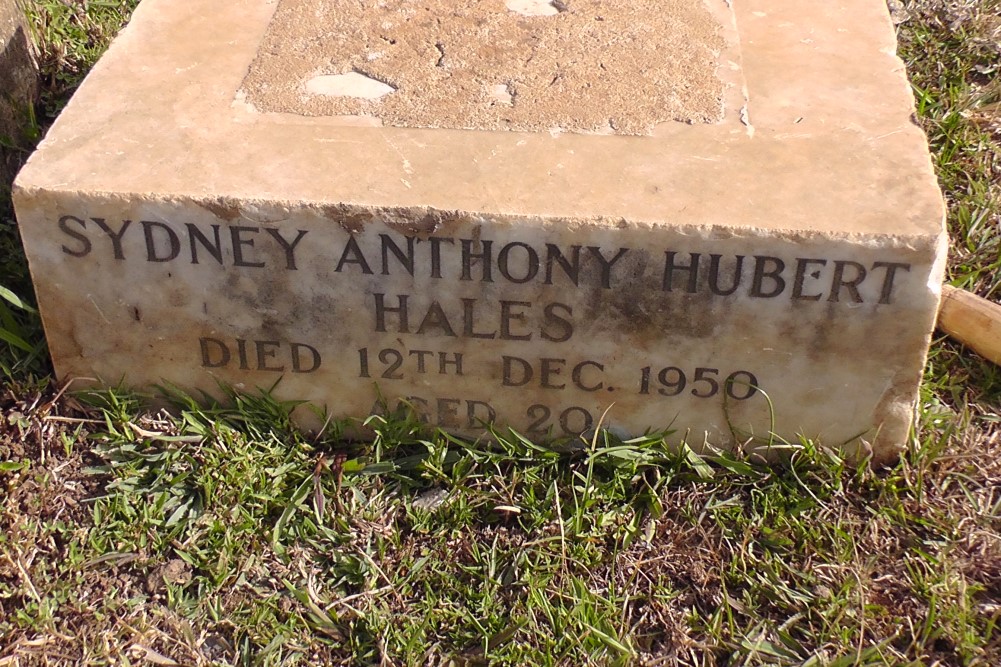 SYDNEY ANTHONY HUBERT
HALES
DIED 12TH DEC. 1950
AGED 20